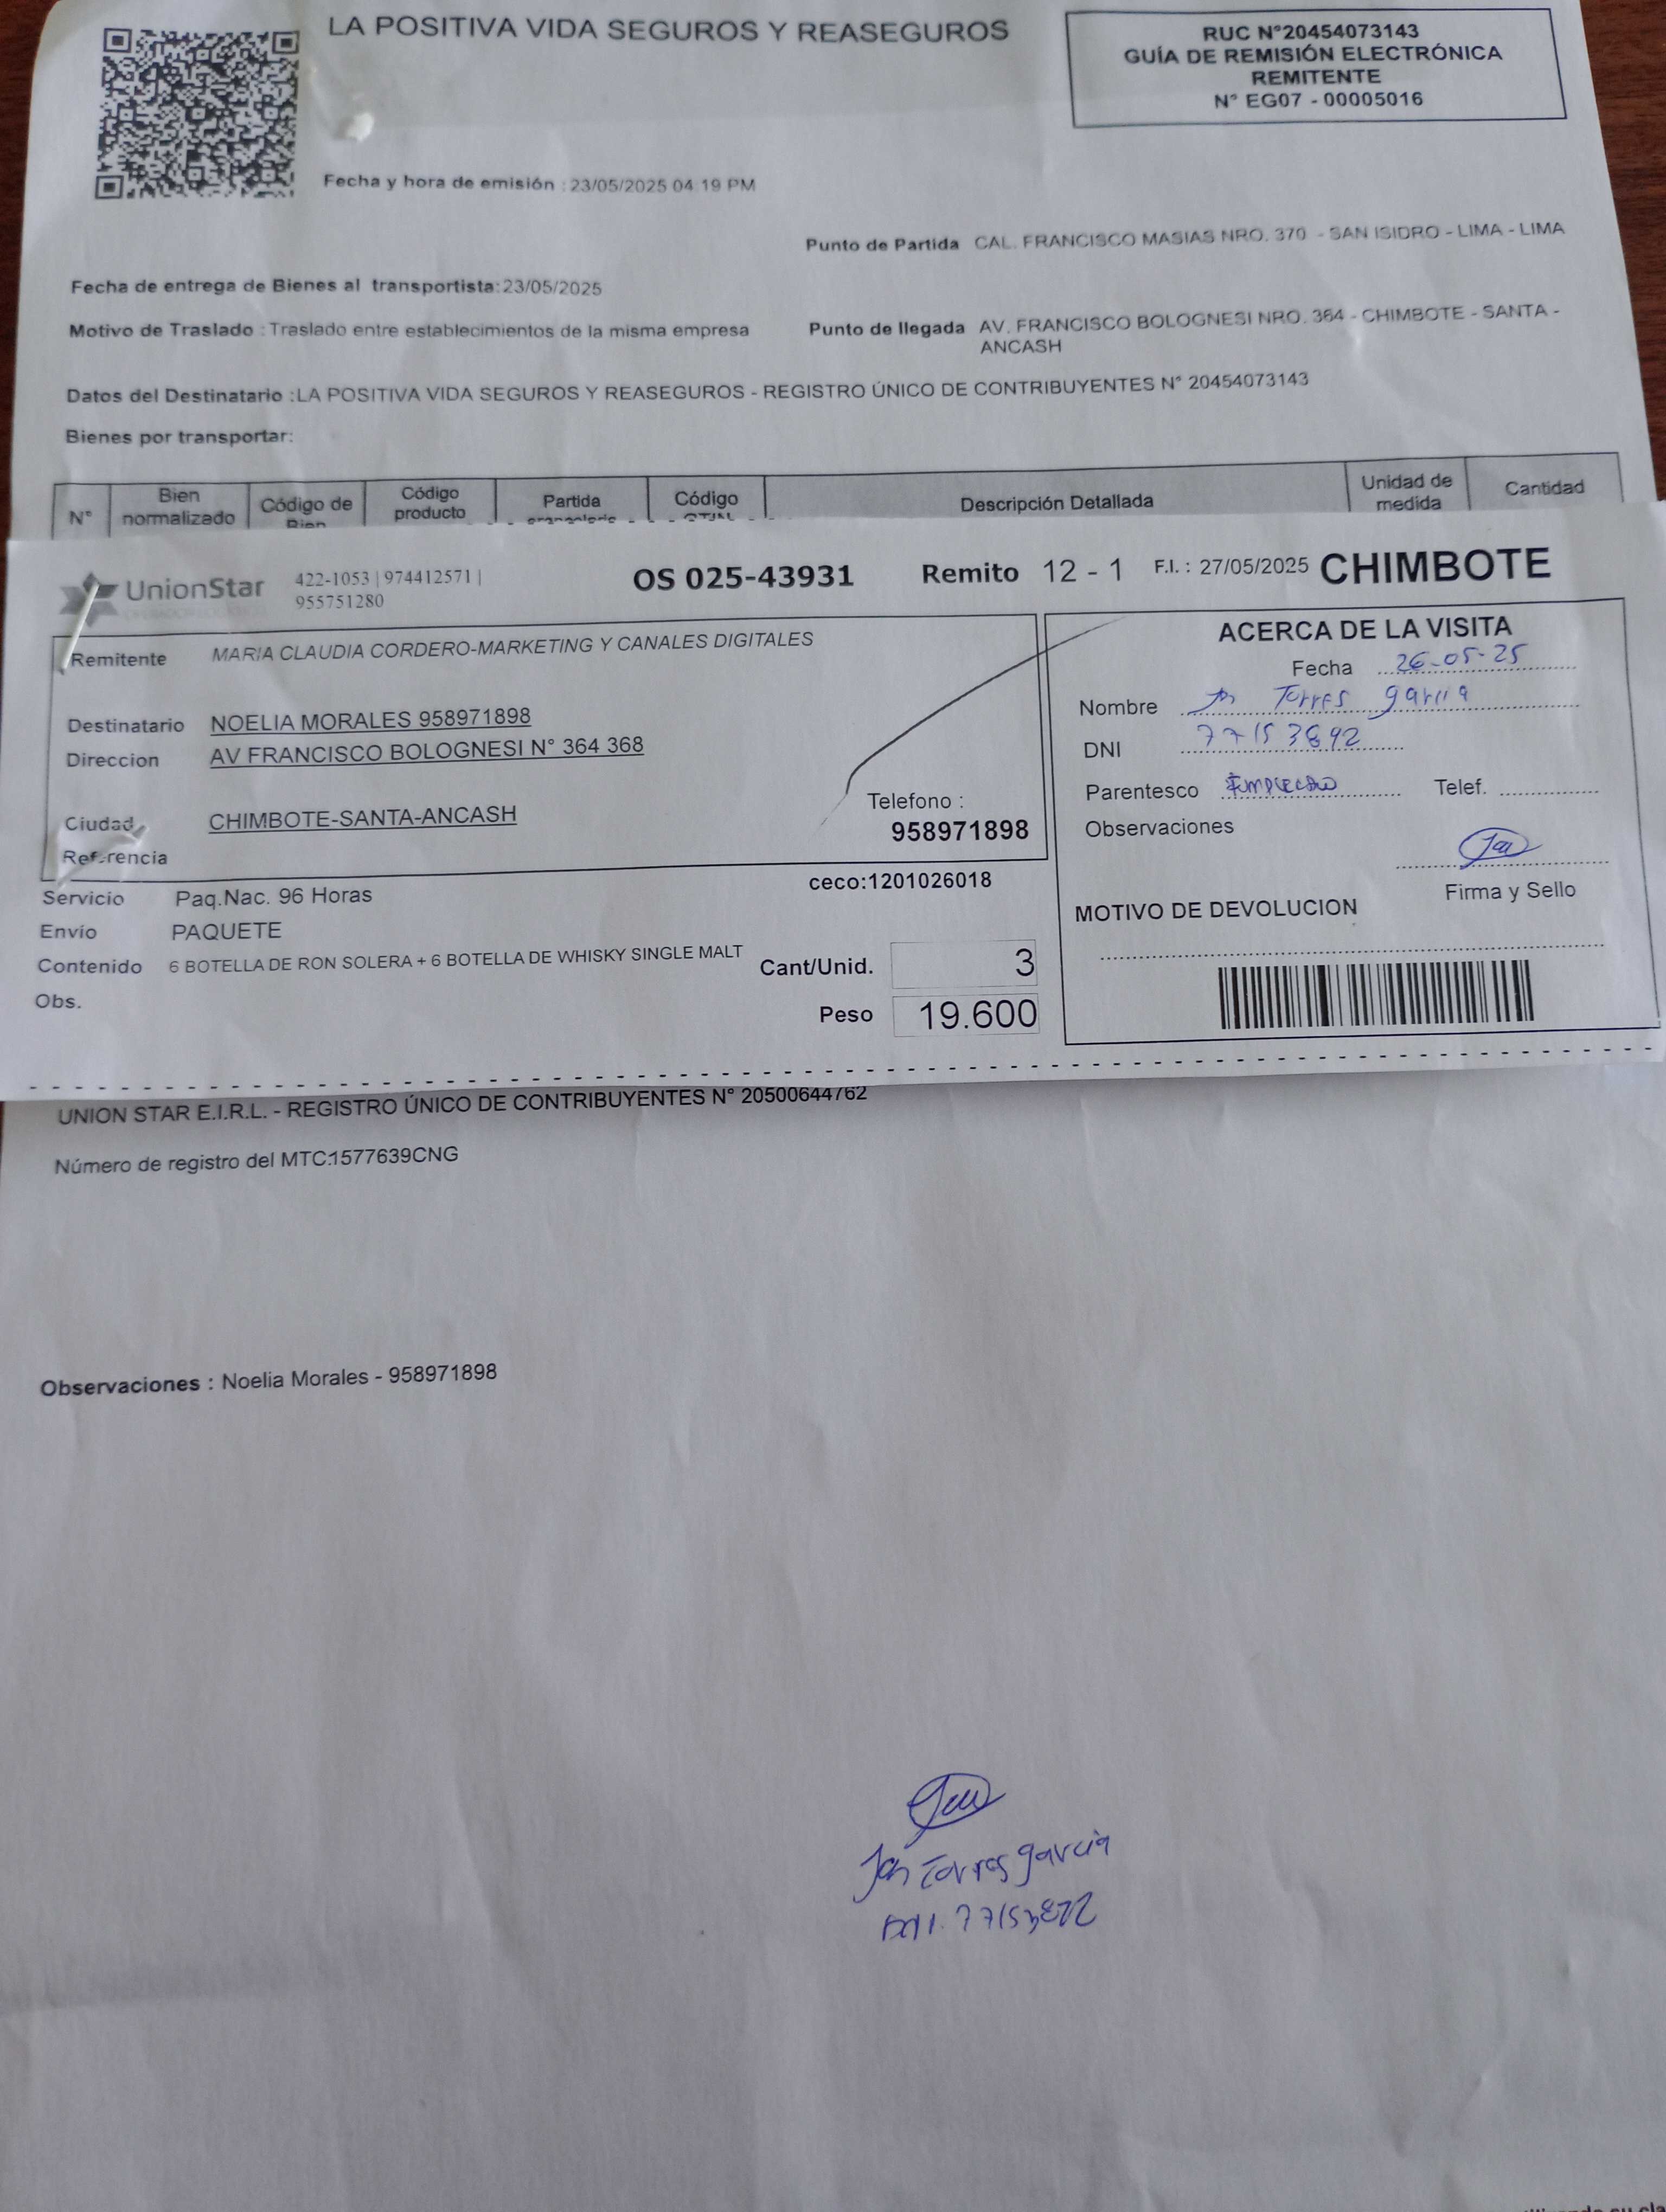 LA POSITIVA VIDA SEGUROS Y REASEGUROS
RUC N°20454073143
GUÍA DE REMISIÓN ELECTRÓNICA
REMITENTE
N° EG07 - 00005016
Fecha y hora de emisión : 23/05/2025 04:19 PM
Punto de Partida CAL. FRANCISCO MASIAS NRO. 370 - SAN ISIDRO - LIMA - LIMA
Fecha de entrega de Bienes al transportista:23/05/2025
Motivo de Traslado : Traslado entre establecimientos de la misma empresa
Punto de llegada AV. FRANCISCO BOLOGNESI NRO. 364 - CHIMBOTE - SANTA -
ANCASH
Datos del Destinatario :LA POSITIVA VIDA SEGUROS Y REASEGUROS - REGISTRO ÚNICO DE CONTRIBUYENTES N° 20454073143
Bienes por transportar:
N° Bien normalizado Código de Bien Código producto Partida Código Descripción Detallada Unidad de medida Cantidad
UnionStar 422-1053 | 974412571 |
955751280
OS 025-43931 Remito 12 - 1 F.I. : 27/05/2025 CHIMBOTE
Remitente MARIA CLAUDIA CORDERO-MARKETING Y CANALES DIGITALES
Destinatario NOELIA MORALES 958971898
Direccion AV FRANCISCO BOLOGNESI N° 364 368
Ciudad CHIMBOTE-SANTA-ANCASH
Telefono :
958971898
Referencia
ceco:1201026018
Servicio Paq.Nac. 96 Horas
Envío PAQUETE
Contenido 6 BOTELLA DE RON SOLERA + 6 BOTELLA DE WHISKY SINGLE MALT
Obs.
Cant/Unid. 3
Peso 19.600
ACERCA DE LA VISITA
Fecha 26-05-25
Nombre Torres garcia
DNI 77153892
Parentesco Empleado Telef.
Observaciones
Firma y Sello
MOTIVO DE DEVOLUCION
UNION STAR E.I.R.L. - REGISTRO ÚNICO DE CONTRIBUYENTES N° 20500644762
Número de registro del MTC:1577639CNG
Observaciones : Noelia Morales - 958971898
Torres garcia